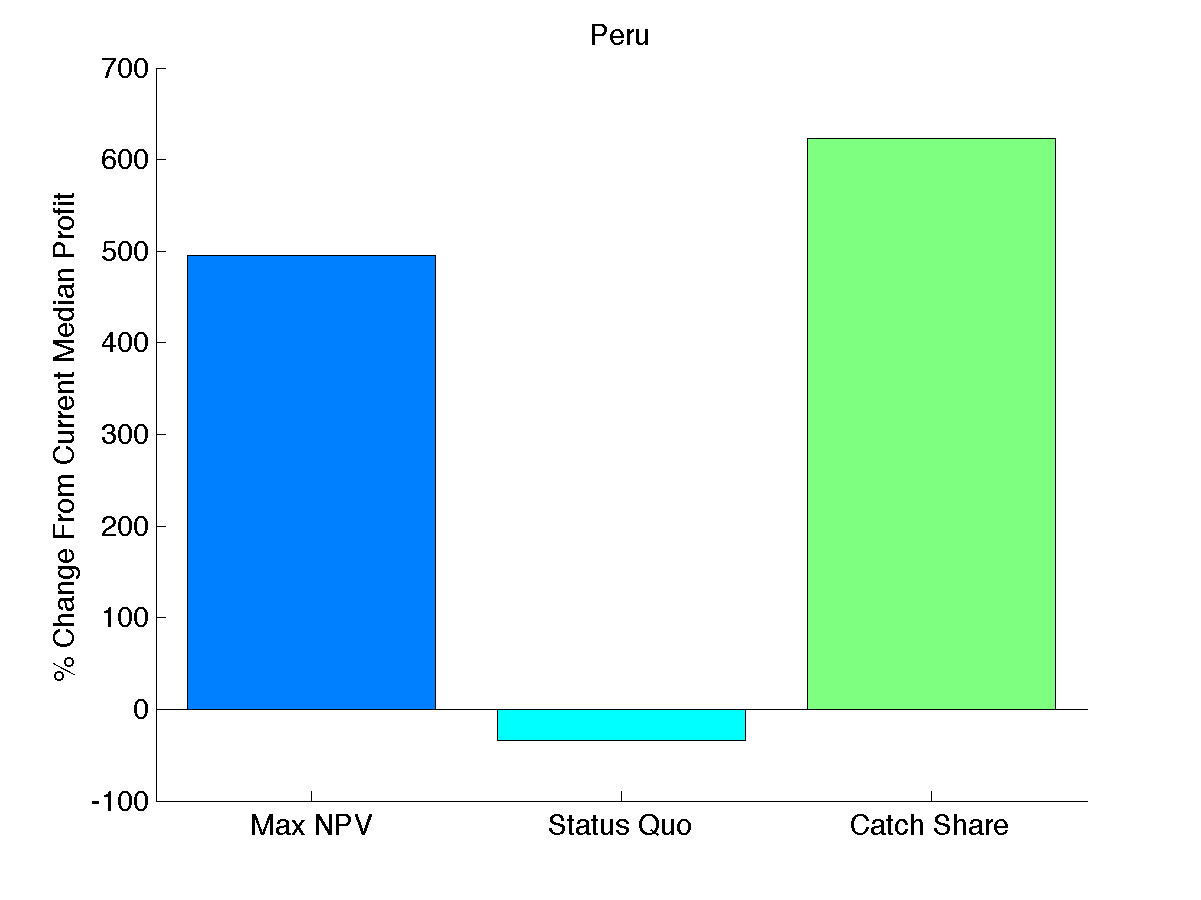 Peru
700
600
500
400
300
200
100
0
-100
% Change From Current Median Profit
Max NPV
Status Quo
Catch Share